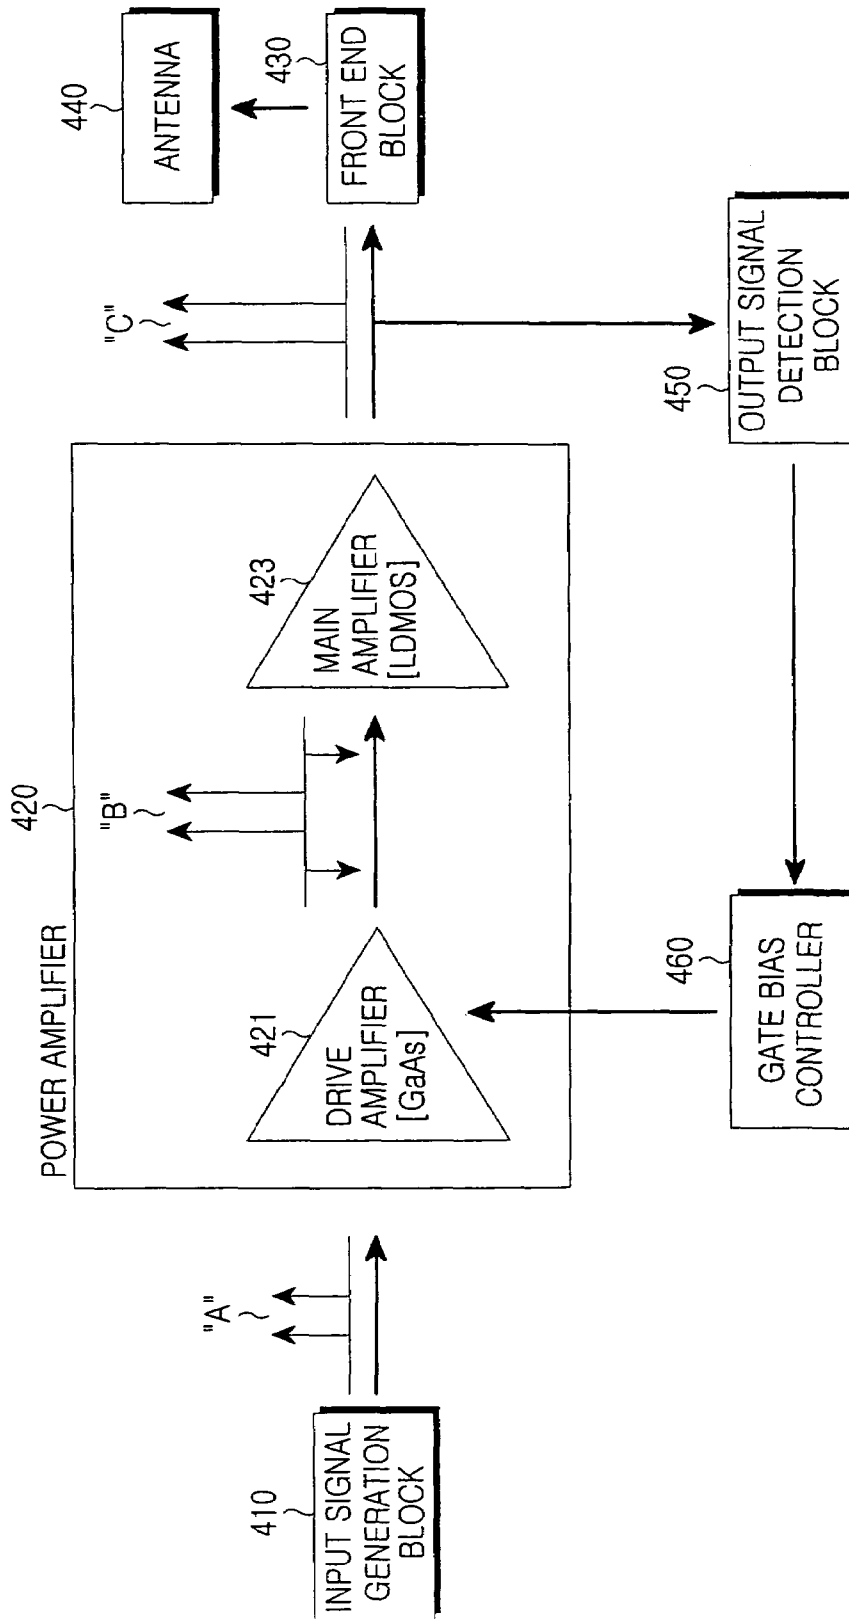 POWER AMPLIFIER
420
410
INPUT SIGNAL
GENERATION
BLOCK
"A"
421
DRIVE
AMPLIFIER
[GaAs]
"B"
423
MAIN
AMPLIFIER
[LDMOS]
"C"
440
ANTENNA
430
FRONT END
BLOCK
460
GATE BIAS
CONTROLLER
450
OUTPUT SIGNAL
DETECTION
BLOCK